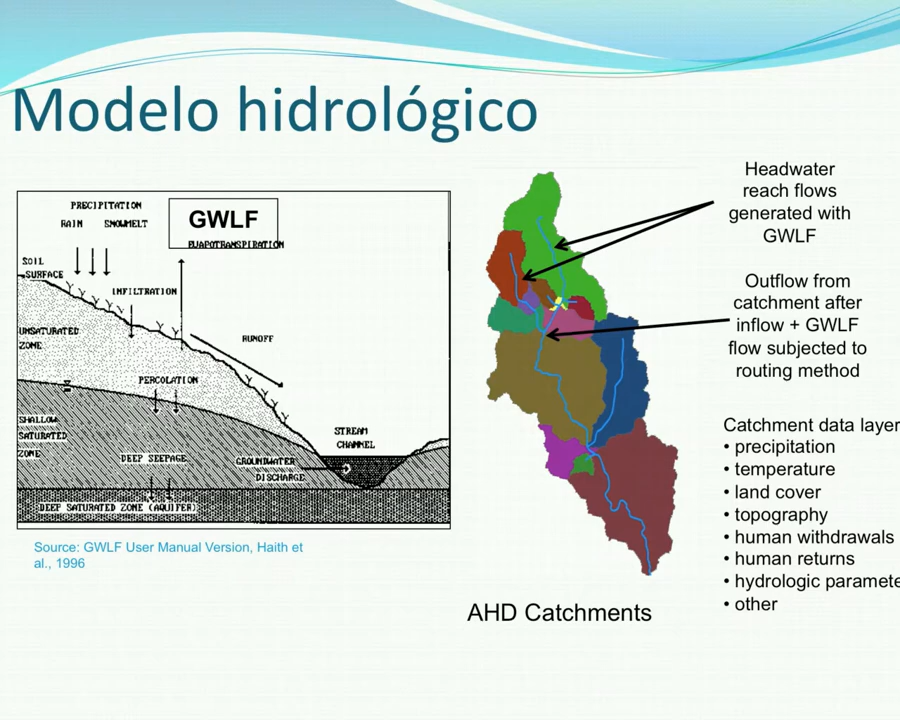 Modelo hidrológico
PRECIPITATION
RAIN SNOWMELT
GWLF
EVAPOTRANSPIRATION
SOIL
SURFACE
INFILTRATION
UNSATURATED
ZONE
RUNOFF
PERCOLATION
SHALLOW
SATURATED
ZONE
DEEP SEEPAGE
STREAM
CHANNEL
GROUNDWATER
DISCHARGE
DEEP SATURATED ZONE (AQUIFER)
Source: GWLF User Manual Version, Haith et
al., 1996
Headwater
reach flows
generated with
GWLF
Outflow from
catchment after
inflow + GWLF
flow subjected to
routing method
Catchment data layer
• precipitation
• temperature
• land cover
• topography
• human withdrawals
• human returns
• hydrologic paramete
• other
AHD Catchments